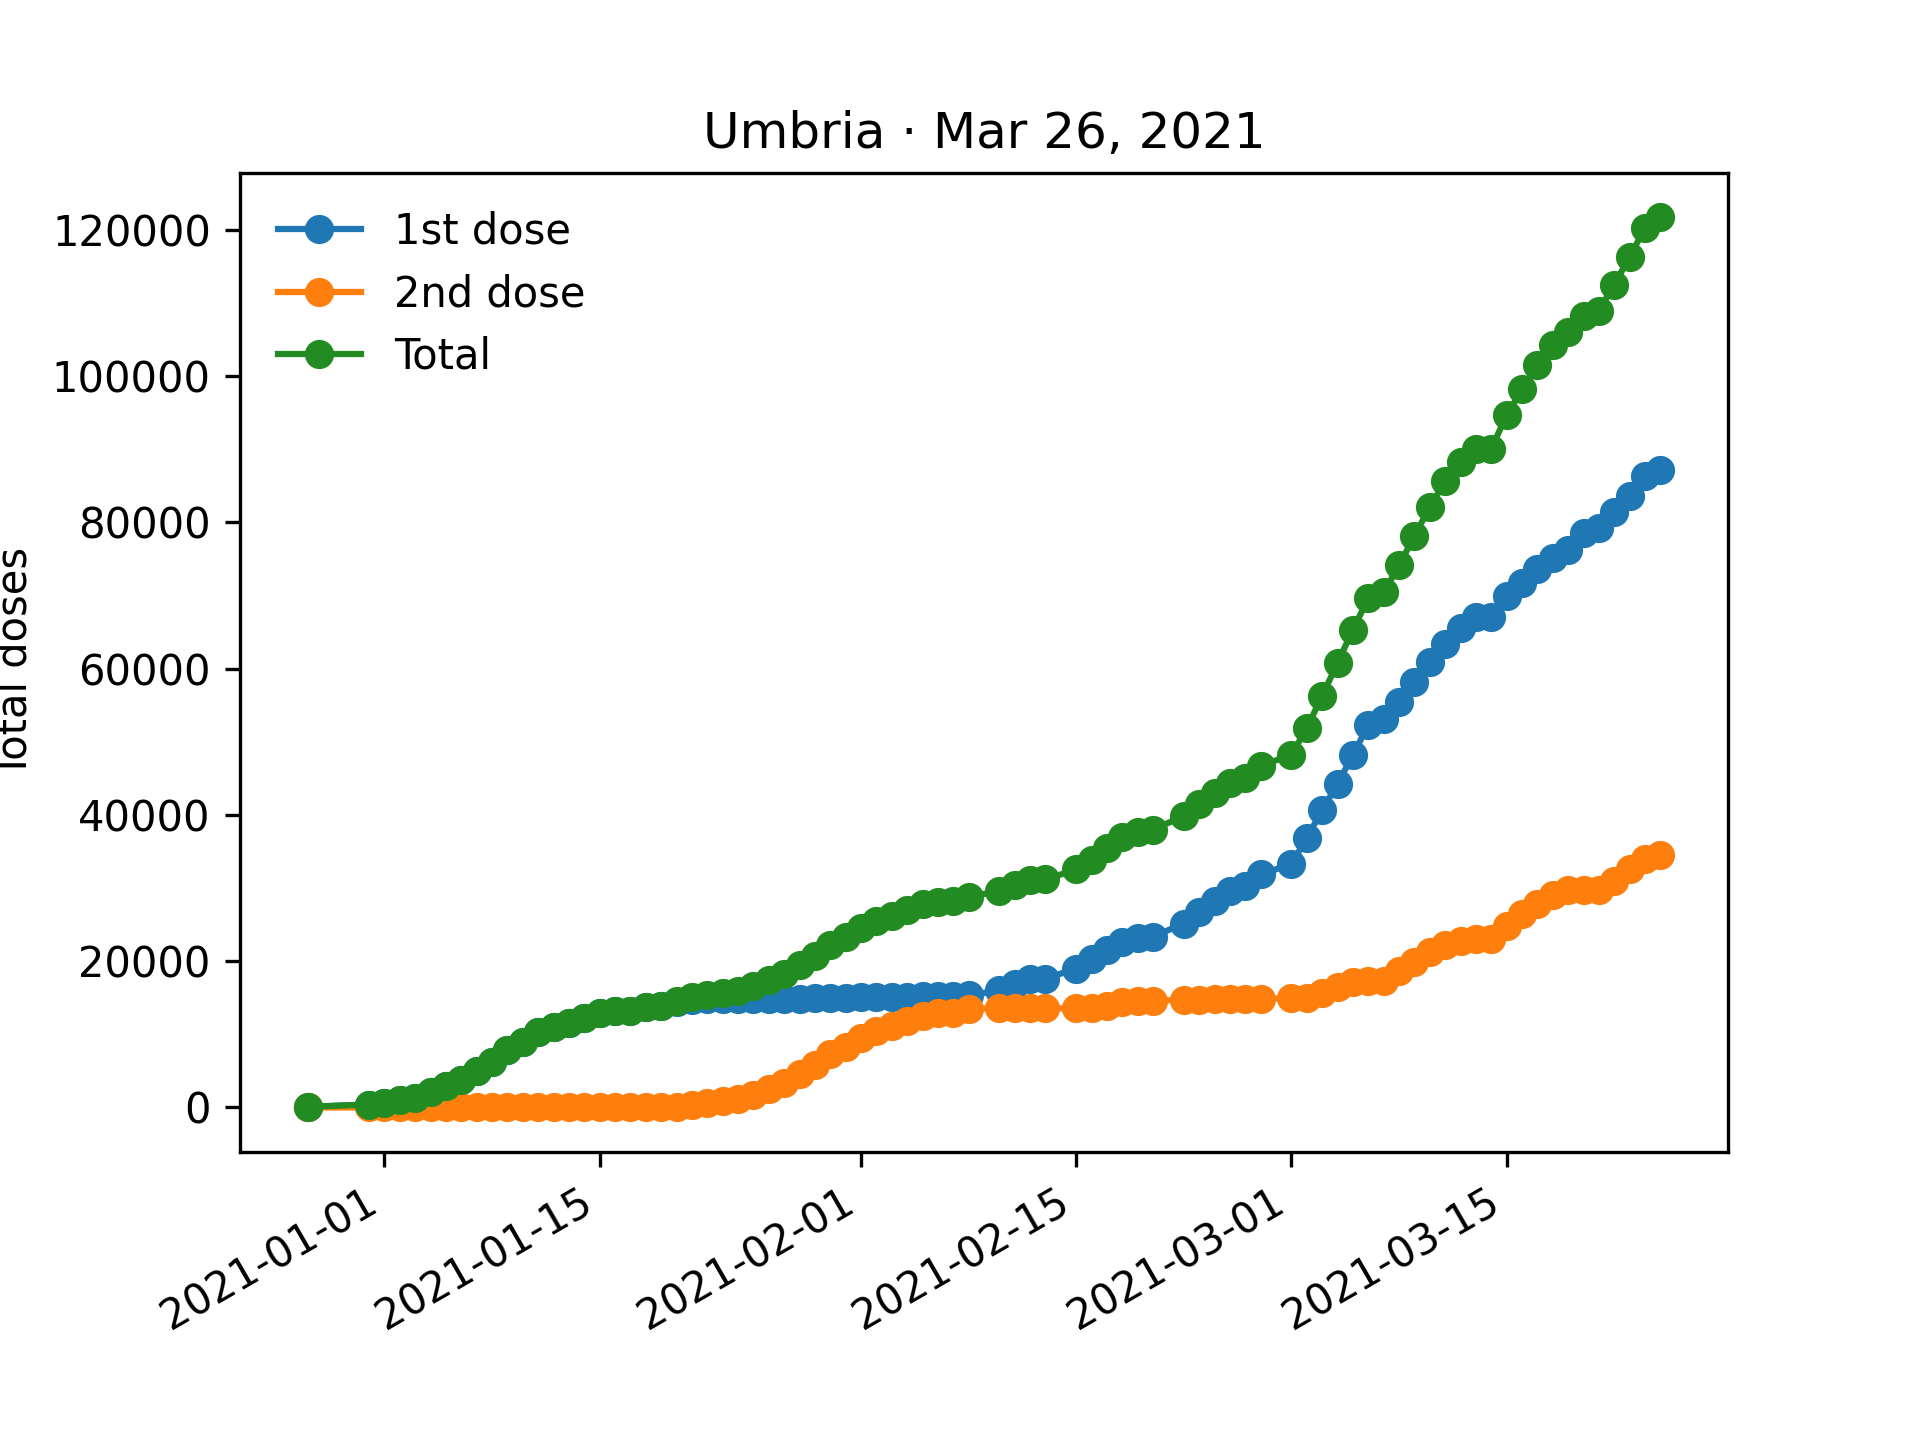 Umbria · Mar 26, 2021
1st dose
2nd dose
Total
120000
100000
80000
60000
40000
20000
0
Total doses
2021-01-01
2021-01-15
2021-02-01
2021-02-15
2021-03-01
2021-03-15